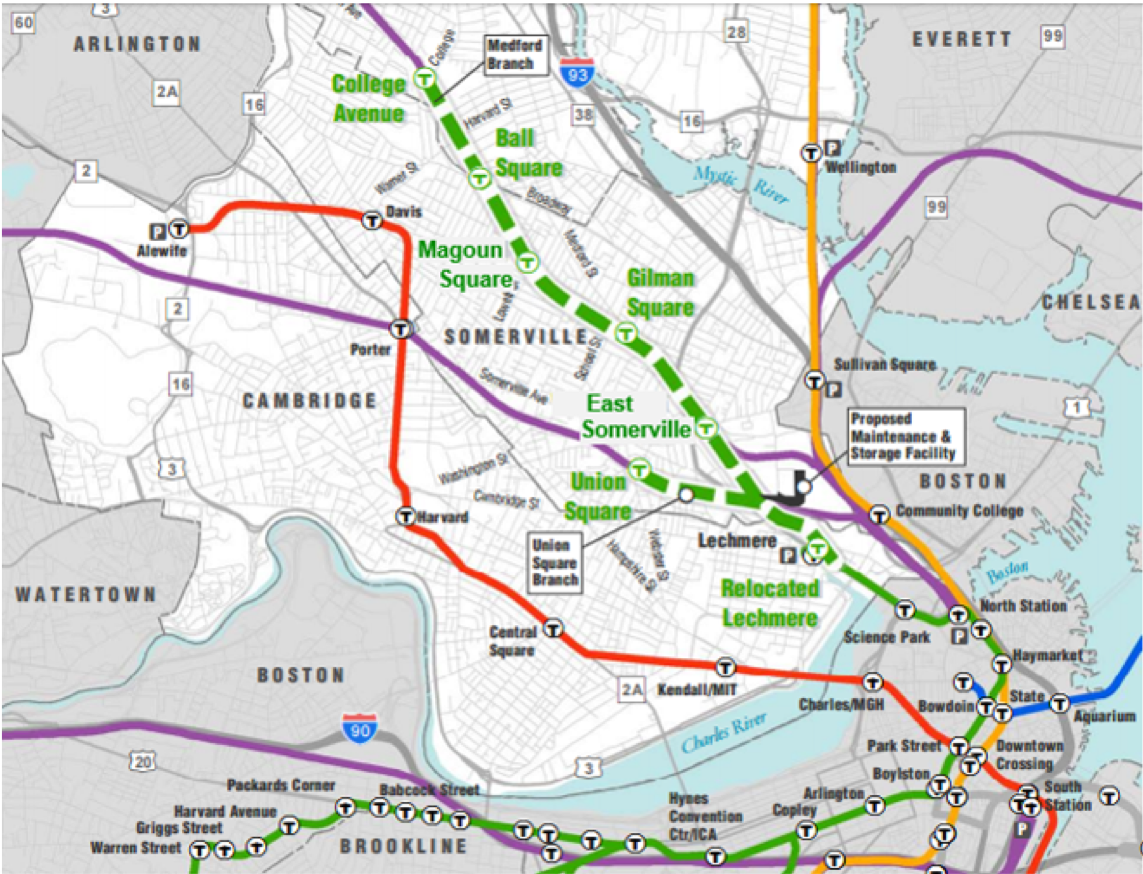 60
3
ARLINGTON
2A
16
Ave
College
Medford
Branch
93
28
EVERETT
99
College
Avenue
Harvard St
38
16
Ball
Square
2
Warner St
Broadway
Mystic River
P
Wellington
99
Davis
P
Alewife
Magoun
Square
Medford St
Gilman
Square
CHELSEA
2
Lowell
SOMERVILLE
School St
Porter
Sullivan Square
P
16
CAMBRIDGE
Somerville Ave
East
Somerville
Proposed
Maintenance &
Storage Facility
1
3
Washington St
Cambridge St
Union
Square
BOSTON
Harvard
Community College
Union
Square
Branch
Webster St
Hampshire St
Lechmere
P
Boston
WATERTOWN
Relocated
Lechmere
Science Park
North Station
P
Central
Square
Haymarket
BOSTON
2A
Kendall/MIT
Charles/MGH
Bowdoin
State
Aquarium
90
Charles River
Park Street
Downtown
Crossing
20
3
Boylston
South
Station
P
Packards Corner
Babcock Street
Harvard Avenue
Griggs Street
Warren Street
BROOKLINE
Hynes
Convention
Ctr/ICA
Copley
Arlington
T